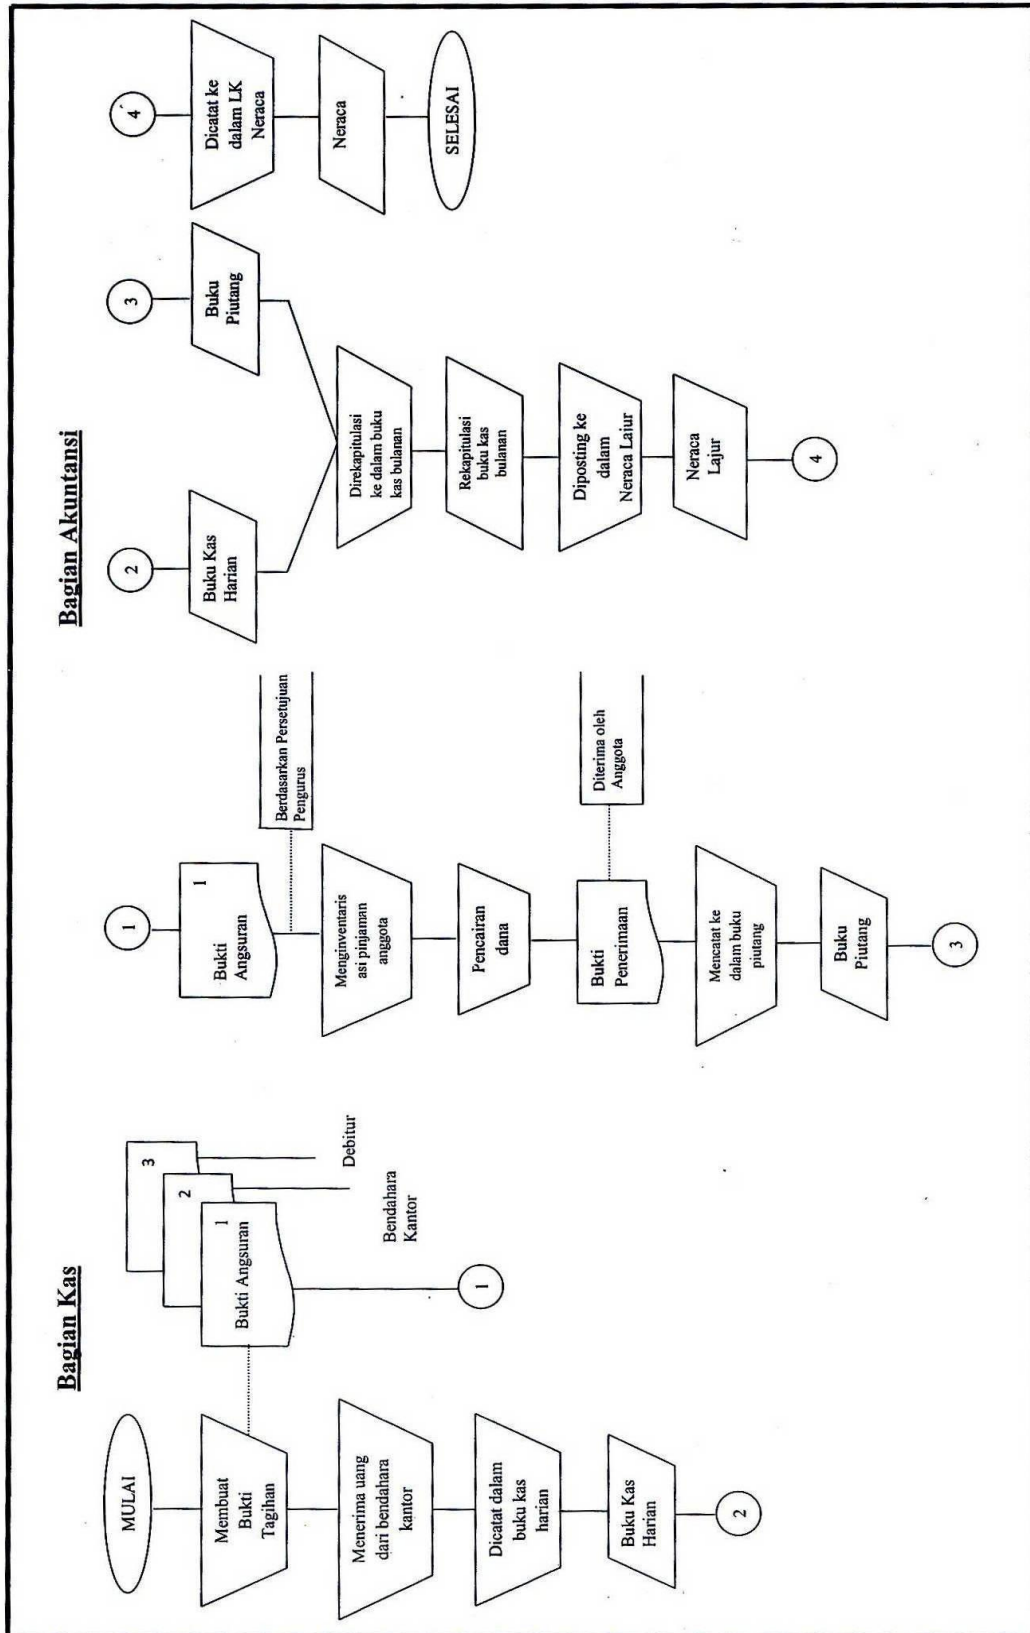 Bagian Kas
MULAI
Membuat
Bukti
Tagihan
Menerima uang
dari bendahara
kantor
Dicatat dalam
buku kas
harian
Buku Kas
Harian
2
3
2
1
Bukti Angsuran
Debitur
Bendahara
Kantor
1
1
1
Bukti
Angsuran
Berdasarkan Persetujuan
Pengurus
Menginventaris
asi pinjaman
anggota
Pencairan
dana
Bukti
Penerimaan
Diterima oleh
Anggota
Mencatat ke
dalam buku
piutang
Buku
Piutang
3
Bagian Akuntansi
2
Buku Kas
Harian
3
Buku
Piutang
Direkapitulasi
ke dalam buku
kas bulanan
Rekapitulasi
buku kas
bulanan
Diposting ke
dalam
Neraca Lajur
Neraca
Lajur
4
4
Dicatat ke
dalam LK
Neraca
Neraca
SELESAI